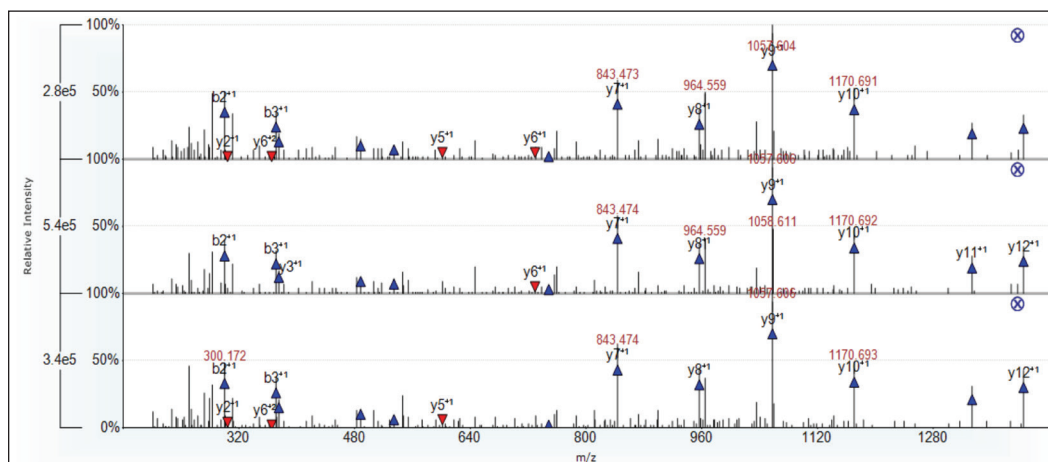 100%
1057.604
y9+1
843.473
964.559
1170.691
2.8e5
50%
b2+1
y7+1
y10+1
b3+1
y8+1
y2+1
y6+2
y5+1
y6+1
100%
Relative Intensity
843.474
1058.611
5.4e5
50%
964.559
1170.692
y9+1
b2+1
y7+1
y10+1
y8+1
b3+1
y3+1
y6+1
y11+1
y12+1
100%
3.4e5
50%
300.172
843.474
y9+1
1170.693
b2+1
y7+1
y8+1
y10+1
b3+1
y12+1
y2+1
y6+2
y5+1
0%
320
480
640
800
960
1120
1280
m/z